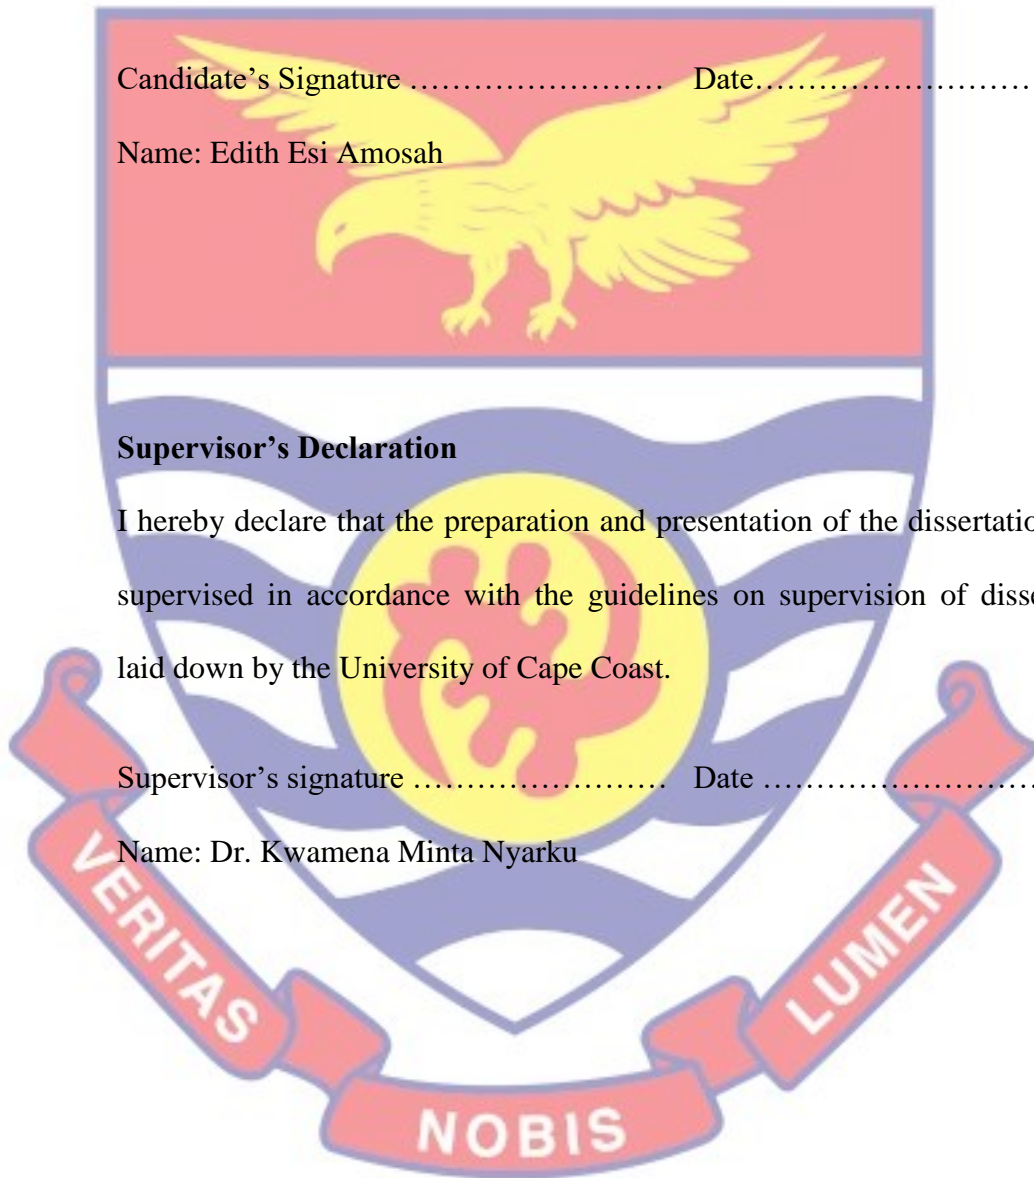 Candidate’s Signature …………………… Date………………………
Name: Edith Esi Amosah
Supervisor’s Declaration
I hereby declare that the preparation and presentation of the
supervised in accordance with the guidelines on supervision of
laid down by the University of Cape Coast.
Supervisor’s signature …………………… Date ………………………
Name: Dr. Kwamena Minta Nyarku
VERITAS
NOBIS
LUMEN